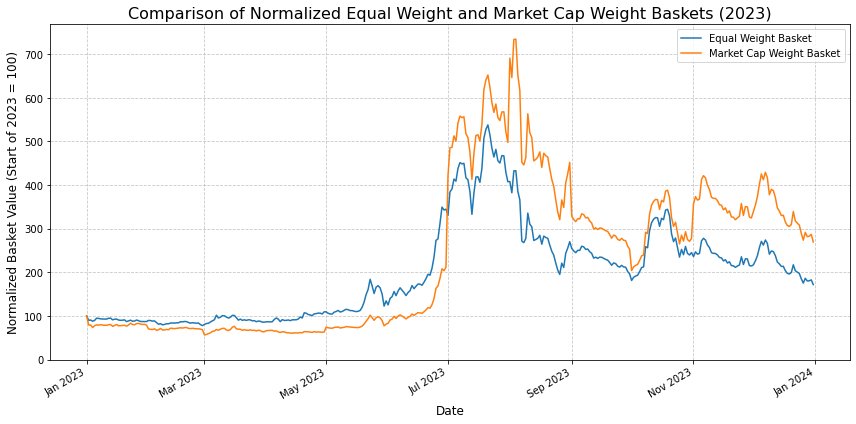 Comparison of Normalized Equal Weight and Market Cap Weight Baskets (2023)
Equal Weight Basket
Market Cap Weight Basket
Normalized Basket Value (Start of 2023 = 100)
700
600
500
400
300
200
100
0
Jan 2023
Mar 2023
May 2023
Jul 2023
Sep 2023
Nov 2023
Jan 2024
Date